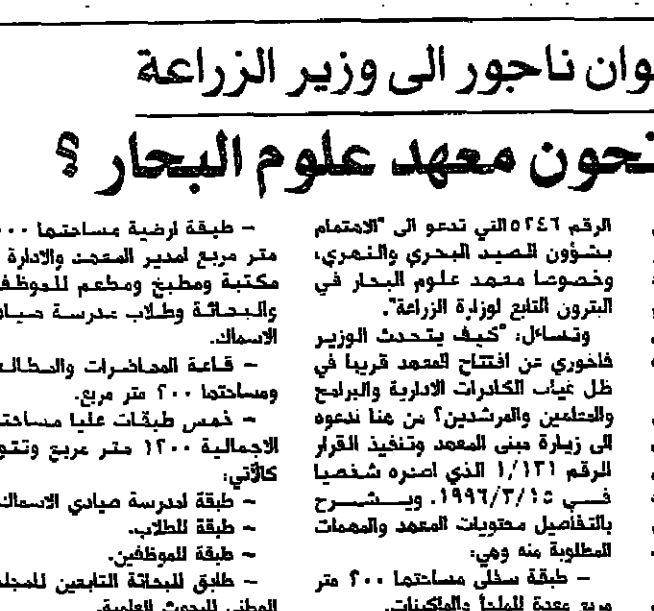 وان ناجور الى وزير الزراعة
حون معهد علوم البحار ؟
الرقم ٥٢٤٦ التي تدعو الى "الاهتمام
بشؤون الصيد البحري والنهري،
وخصوصا معهد علوم البحار في
البترون التابع لوزارة الزراعة".
وتساءل: "كيف يتحدث الوزير
فاخوري عن افتتاح المعهد قريبا في
ظل غياب الكادرات الادارية والبرامج
والمعلمين والمرشدين؟ من هنا ندعوه
الى زيارة مبنى المعهد وتنفيذ القرار
الرقم ١/١٣١ الذي اصدره شخصيا
فـــي ١٩٩٦/٣/١٥. ويـــشـــرح
بالتفاصيل محتويات المعهد والمهمات
المطلوبة منه وهي:
– طبقة سفلى مساحتها ٢٠٠ متر
مربع معدة للملجأ والماكينات.
– طبقة ارضية مساحتها
متر مربع لمدير المعهد والادارة
مكتبة ومطبخ ومطعم للموظف
والبحاثة وطلاب مدرسة صياد
الاسماك.
– قاعة المحاضرات والمطالعـ
ومساحتها ٢٠٠ متر مربع.
– خمس طبقات عليا مساحتـ
الاجمالية ١٢٠٠ متر مربع وتتو
كالآتي:
– طبقة لمدرسة صيادي الاسماك
– طبقة للطلاب.
– طبقة للموظفين.
– طابق للبحاثة التابعين للمجلـ
الوطني للبحوث العلمية.